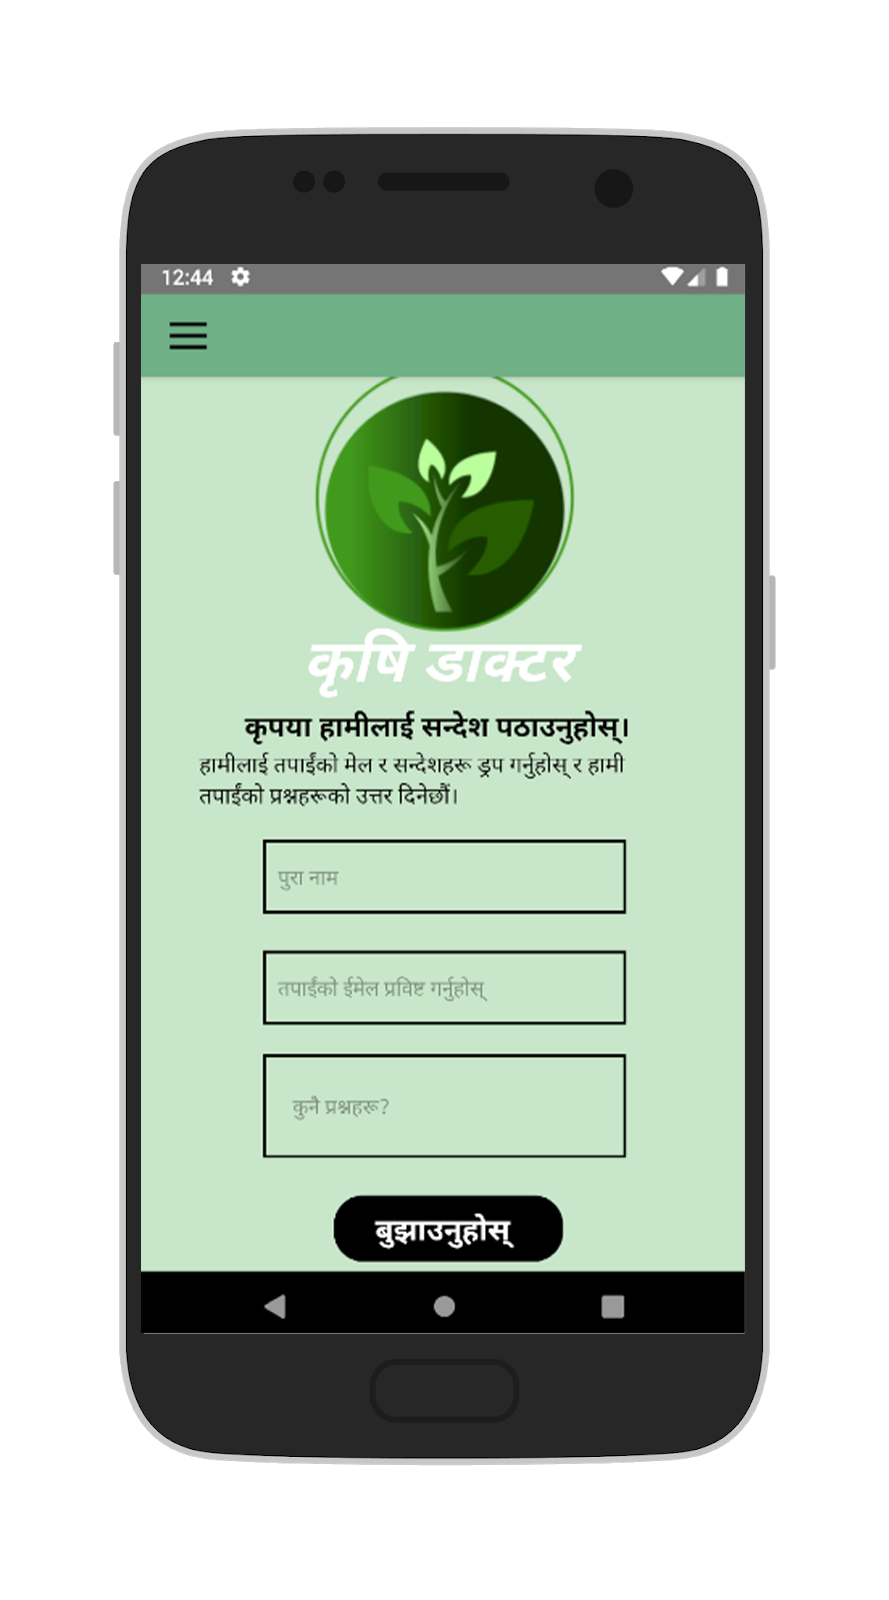 12:44
कृषि डाक्टर
कृपया हामीलाई सन्देश पठाउनुहोस्।
हामीलाई तपाईंको मेल र सन्देशहरू ड्रप गर्नुहोस् र हामी
तपाईंको प्रश्नहरूको उत्तर दिनेछौं।
पुरा नाम
तपाईंको ईमेल प्रविष्ट गर्नुहोस्
कुनै प्रश्नहरू?
बुझाउनुहोस्